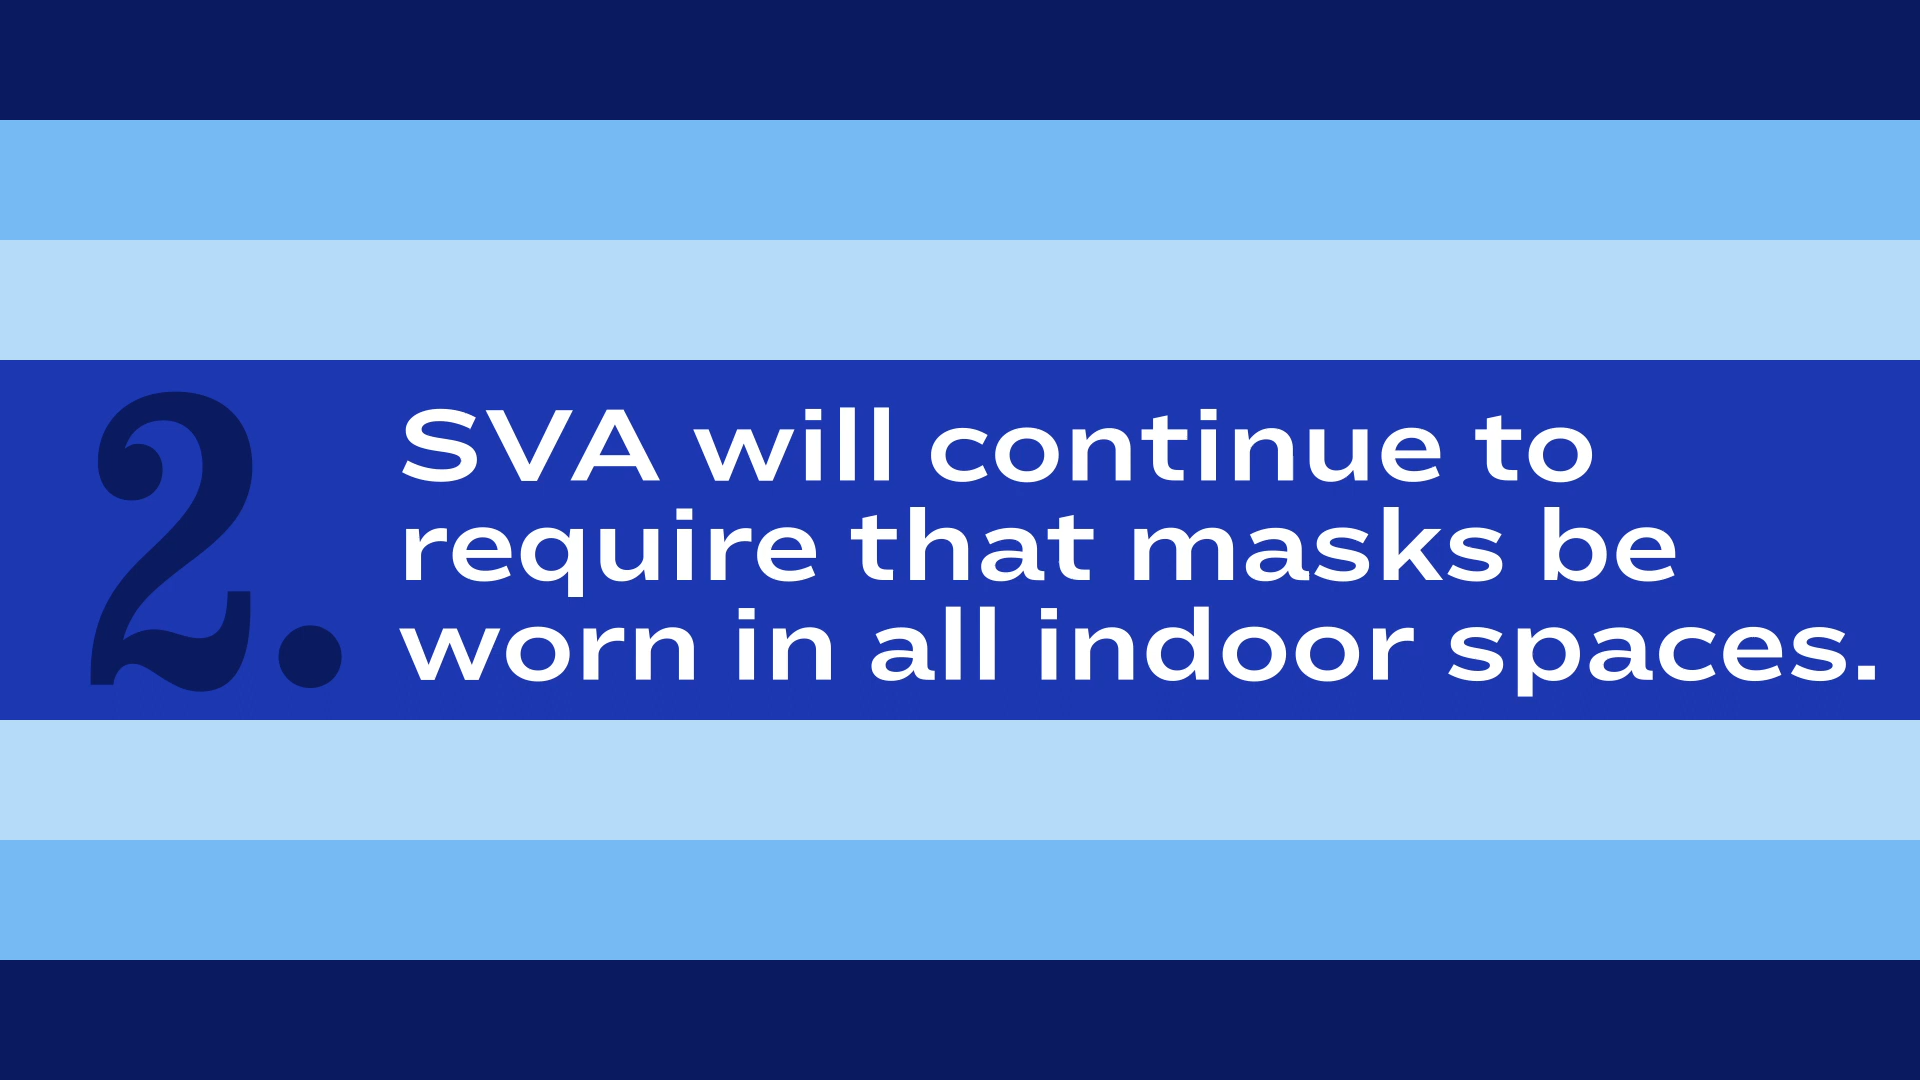 2.
SVA will continue to
require that masks be
worn in all indoor spaces.